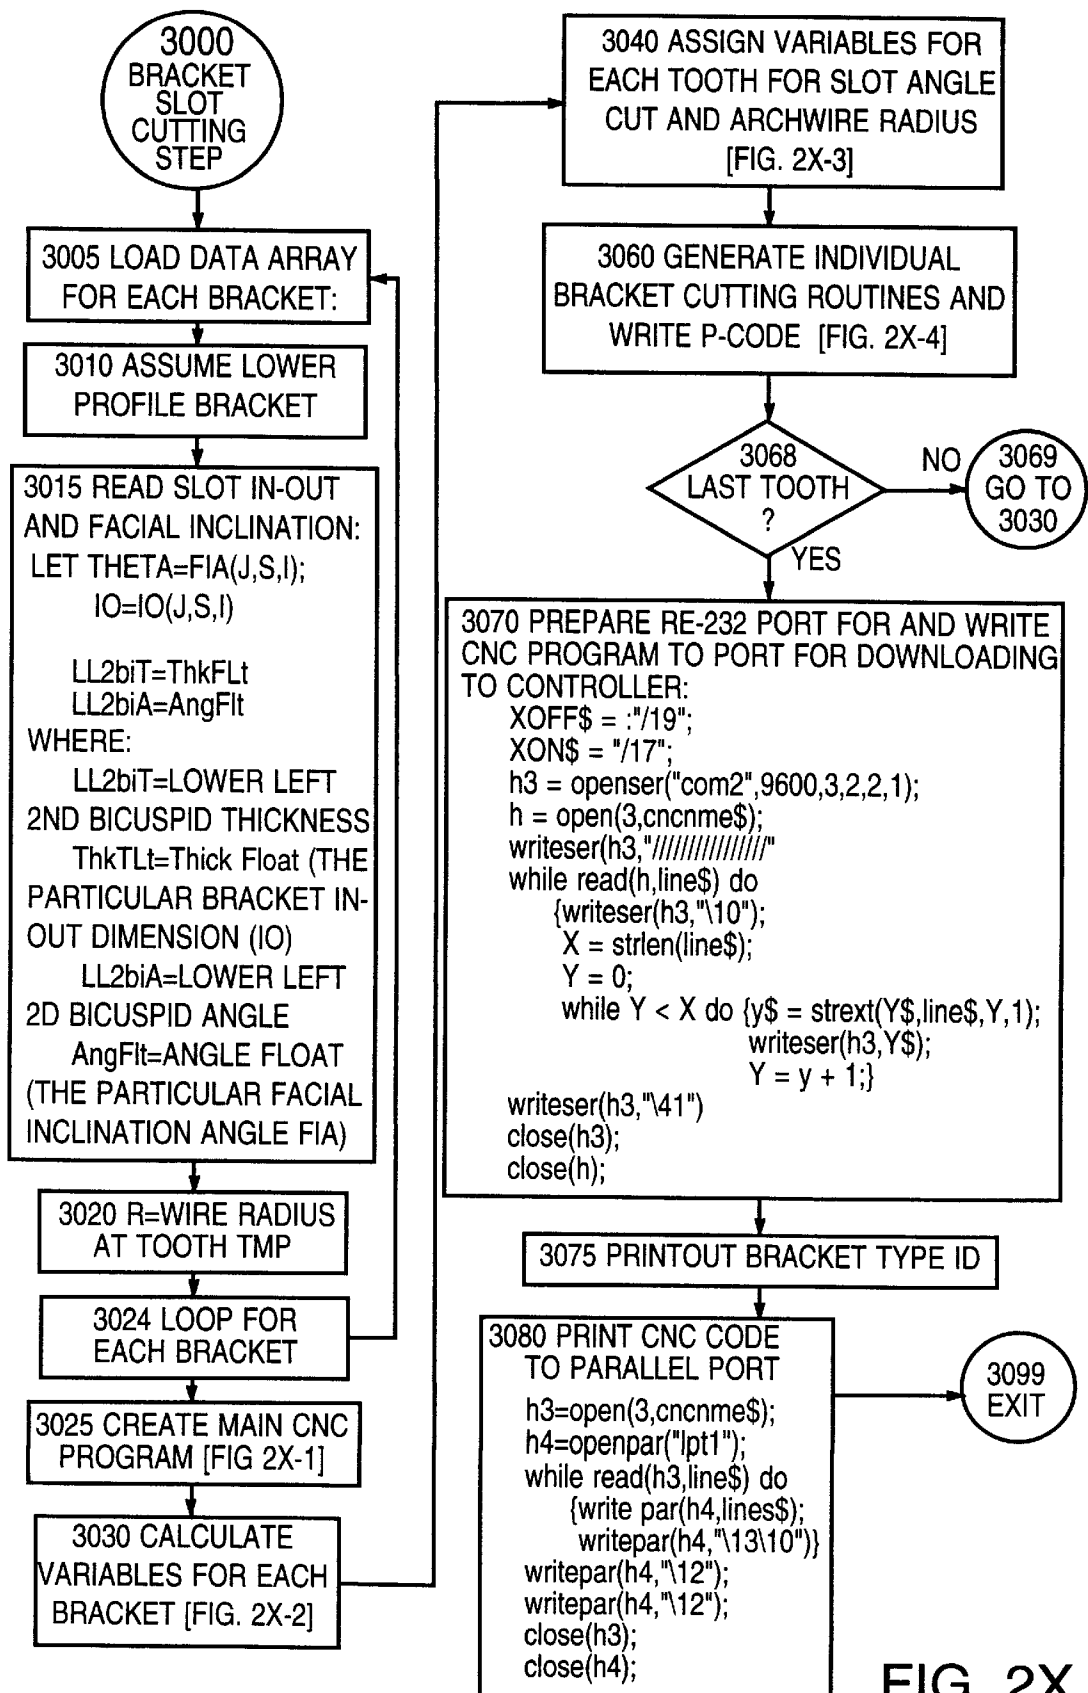 3000
BRACKET
SLOT
CUTTING
STEP
3005 LOAD DATA ARRAY
FOR EACH BRACKET:
3010 ASSUME LOWER
PROFILE BRACKET
3015 READ SLOT IN-OUT
AND FACIAL INCLINATION:
LET THETA=FIA(J,S,I);
IO=IO(J,S,I)
LL2biT=ThkFLt
LL2biA=AngFlt
WHERE:
LL2biT=LOWER LEFT
2ND BICUSPID THICKNESS
ThkTLt=Thick Float (THE
PARTICULAR BRACKET IN-
OUT DIMENSION (IO)
LL2biA=LOWER LEFT
2D BICUSPID ANGLE
AngFlt=ANGLE FLOAT
(THE PARTICULAR FACIAL
INCLINATION ANGLE FIA)
3020 R=WIRE RADIUS
AT TOOTH TMP
3024 LOOP FOR
EACH BRACKET
3025 CREATE MAIN CNC
PROGRAM [FIG 2X-1]
3030 CALCULATE
VARIABLES FOR EACH
BRACKET [FIG. 2X-2]
3040 ASSIGN VARIABLES FOR
EACH TOOTH FOR SLOT ANGLE
CUT AND ARCHWIRE RADIUS
[FIG. 2X-3]
3060 GENERATE INDIVIDUAL
BRACKET CUTTING ROUTINES AND
WRITE P-CODE [FIG. 2X-4]
3068
LAST TOOTH
?
NO
3069
GO TO
3030
YES
3070 PREPARE RE-232 PORT FOR AND WRITE
CNC PROGRAM TO PORT FOR DOWNLOADING
TO CONTROLLER:
XOFF$ = :"/19";
XON$ = "/17";
h3 = openser("com2",9600,3,2,2,1);
h = open(3,cncnme$);
writeser(h3,"////////////////"
while read(h,line$) do
{writeser(h3,"\10");
X = strlen(line$);
Y = 0;
while Y < X do {y$ = strext(Y$,line$,Y,1);
writeser(h3,Y$);
Y = y + 1;}
writeser(h3,"\41")
close(h3);
close(h);
3075 PRINTOUT BRACKET TYPE ID
3080 PRINT CNC CODE
TO PARALLEL PORT
h3=open(3,cncnme$);
h4=openpar("lpt1");
while read(h3,line$) do
{write par(h4,lines$);
writepar(h4,"\13\10")}
writepar(h4,"\12");
writepar(h4,"\12");
close(h3);
close(h4);
3099
EXIT
FIG. 2X